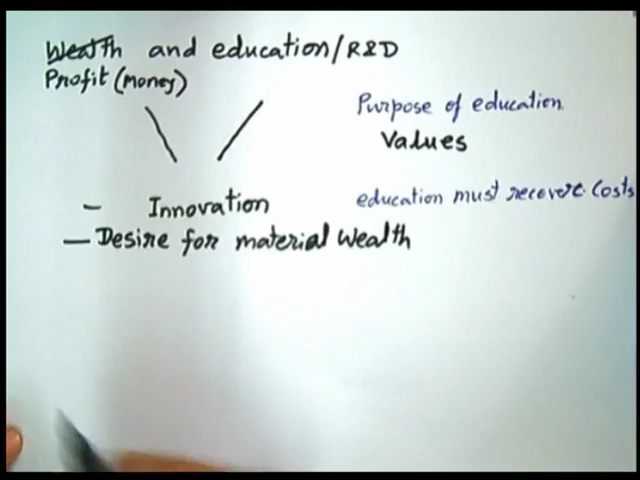 Wealth and education/R&D
Profit (money)
Purpose of education
Values
- Innovation
education must recover costs
- Desire for material wealth